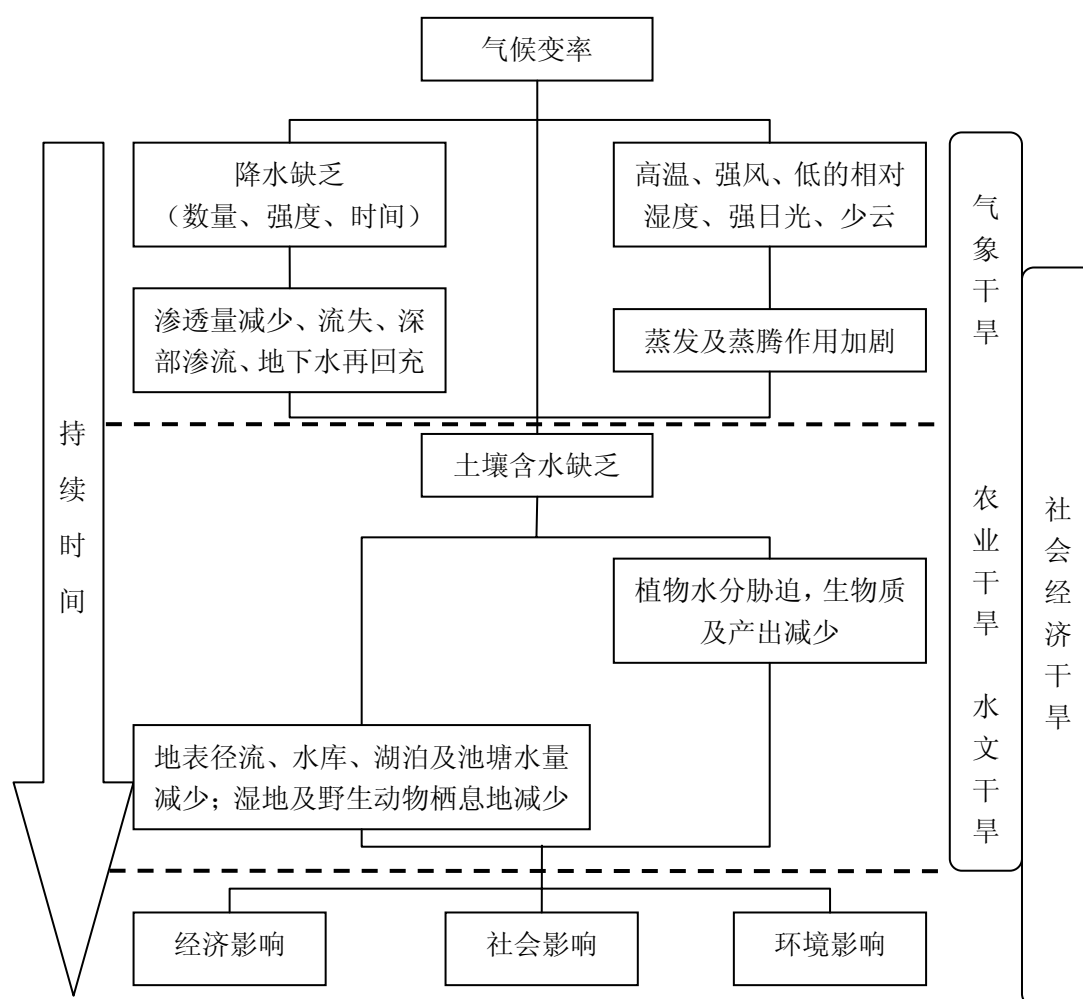 气候变率
降水缺乏
（数量、强度、时间）
高温、强风、低的相对
湿度、强日光、少云
渗透量减少、流失、深
部渗流、地下水再回充
蒸发及蒸腾作用加剧
土壤含水缺乏
植物水分胁迫，生物质
及产出减少
地表径流、水库、湖泊及池塘水量
减少；湿地及野生动物栖息地减少
经济影响
社会影响
环境影响
持续时间
气象干旱
农业干旱
水文干旱
社会经济干旱